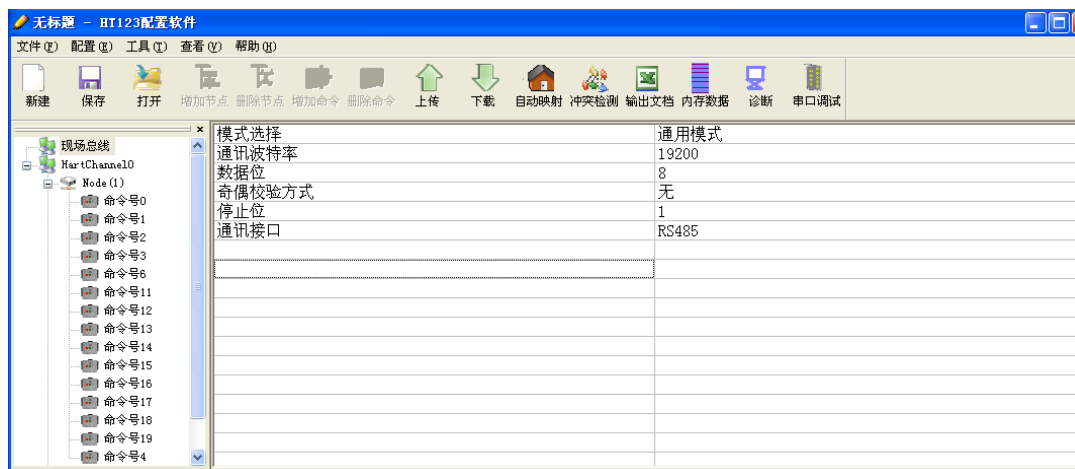 无标题 - HT123配置软件
文件(F) 配置(E) 工具(T) 查看(V) 帮助(H)
新建 保存 打开 增加节点 删除节点 增加命令 删除命令 上传 下载 自动映射 冲突检测 输出文档 内存数据 诊断 串口调试
现场总线
HartChannel0
Node(1)
命令号0
命令号1
命令号2
命令号3
命令号6
命令号11
命令号12
命令号13
命令号14
命令号15
命令号16
命令号17
命令号18
命令号19
命令号4
模式选择 通用模式
通讯波特率 19200
数据位 8
奇偶校验方式 无
停止位 1
通讯接口 RS485